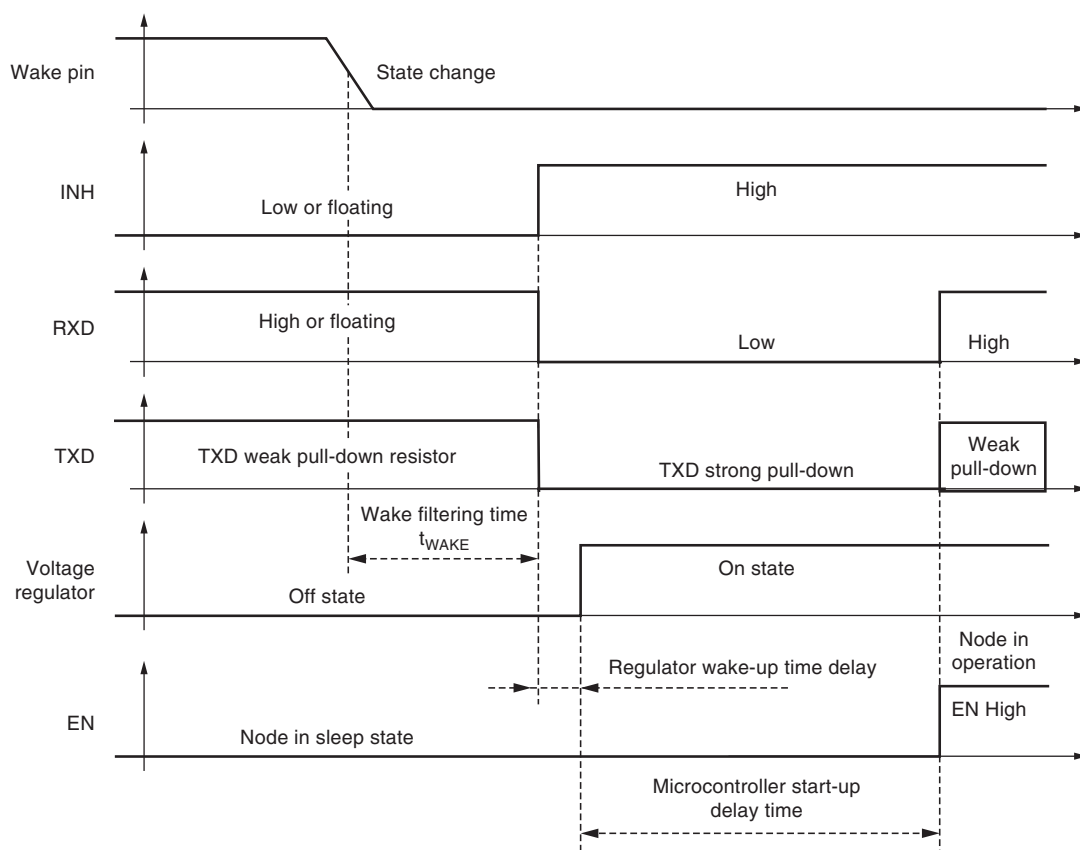 Wake pin
State change
INH
Low or floating
High
RXD
High or floating
Low
High
TXD
TXD weak pull-down resistor
TXD strong pull-down
Weak
pull-down
Wake filtering time
tWAKE
Voltage
regulator
Off state
On state
Regulator wake-up time delay
Node in
operation
EN
Node in sleep state
EN High
Microcontroller start-up
delay time